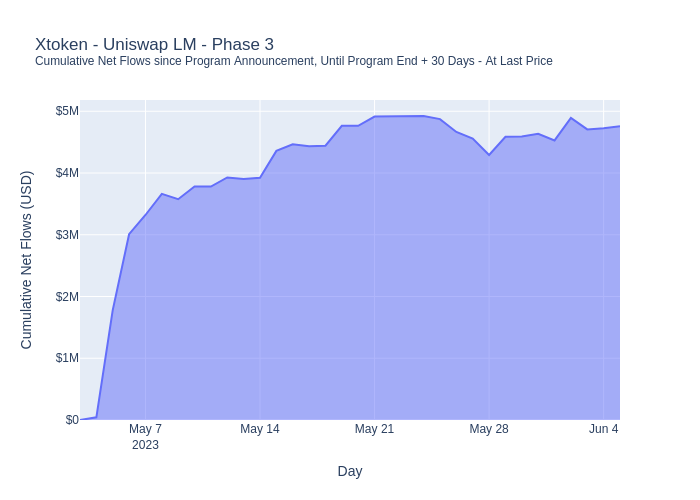 Xtoken - Uniswap LM - Phase 3
Cumulative Net Flows since Program Announcement, Until Program End + 30 Days - At Last Price
$5M
$4M
$3M
$2M
$1M
$0
Cumulative Net Flows (USD)
May 7
2023
May 14
May 21
May 28
Jun 4
Day